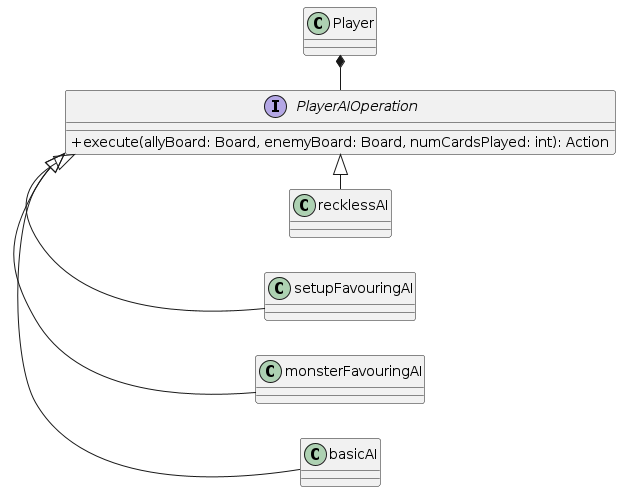 C Player
I PlayerAIOperation
+execute(allyBoard: Board, enemyBoard: Board, numCardsPlayed: int): Action
C recklessAI
C setupFavouringAI
C monsterFavouringAI
C basicAI